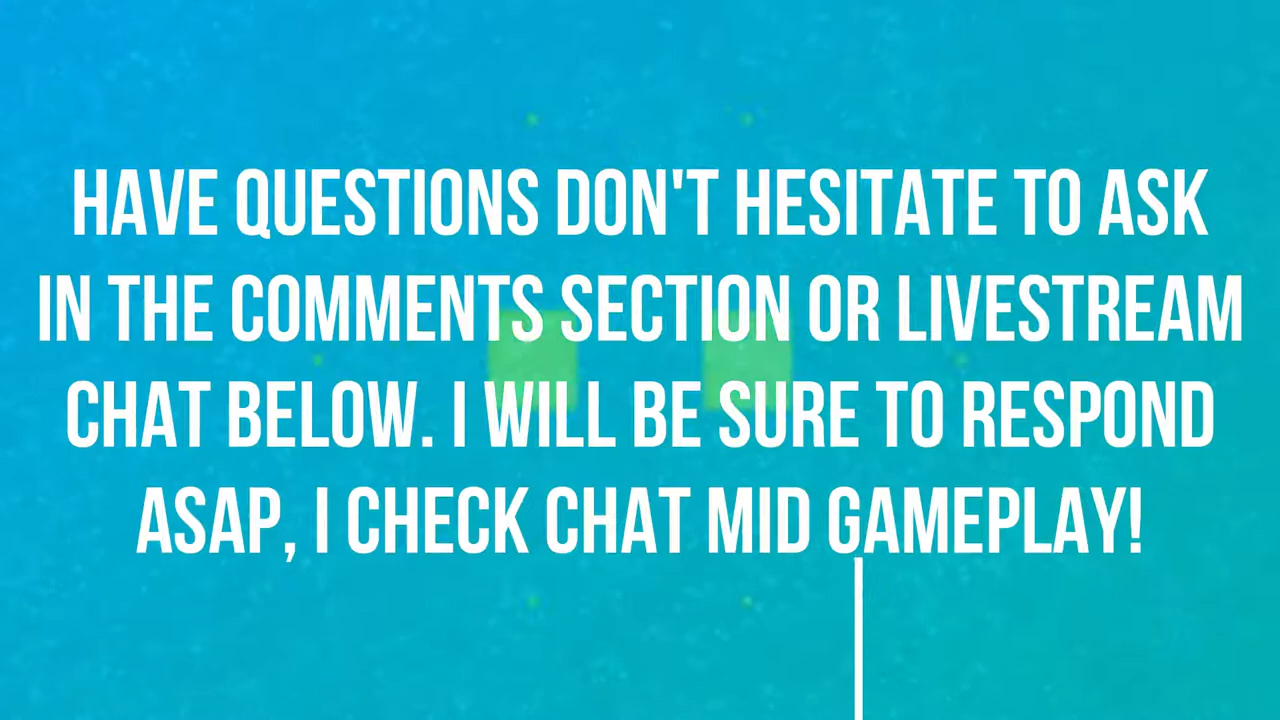 HAVE QUESTIONS DON'T HESITATE TO ASK
IN THE COMMENTS SECTION OR LIVESTREAM
CHAT BELOW. I WILL BE SURE TO RESPOND
ASAP, I CHECK CHAT MID GAMEPLAY!